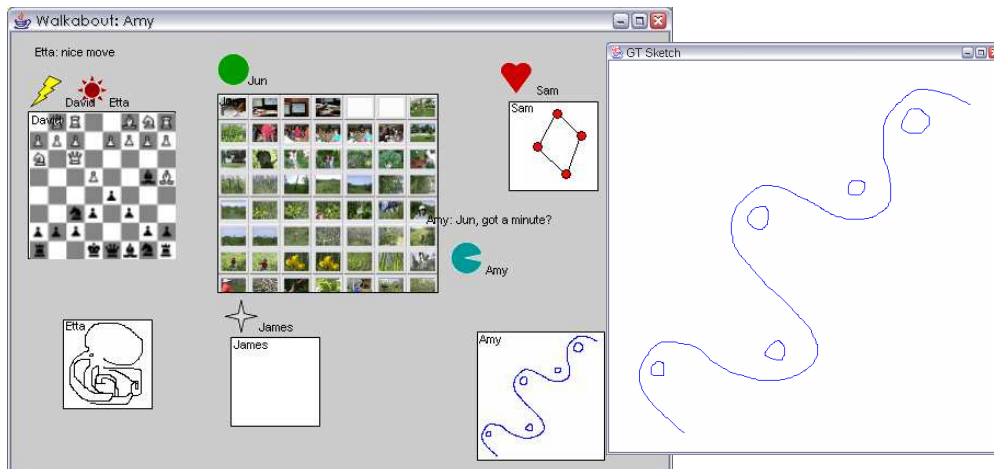 Walkabout: Amy
GT Sketch
Etta: nice move
Jun
Sam
David
Etta
David
Sam
Amy: Jun, got a minute?
Amy
James
Etta
James
Amy